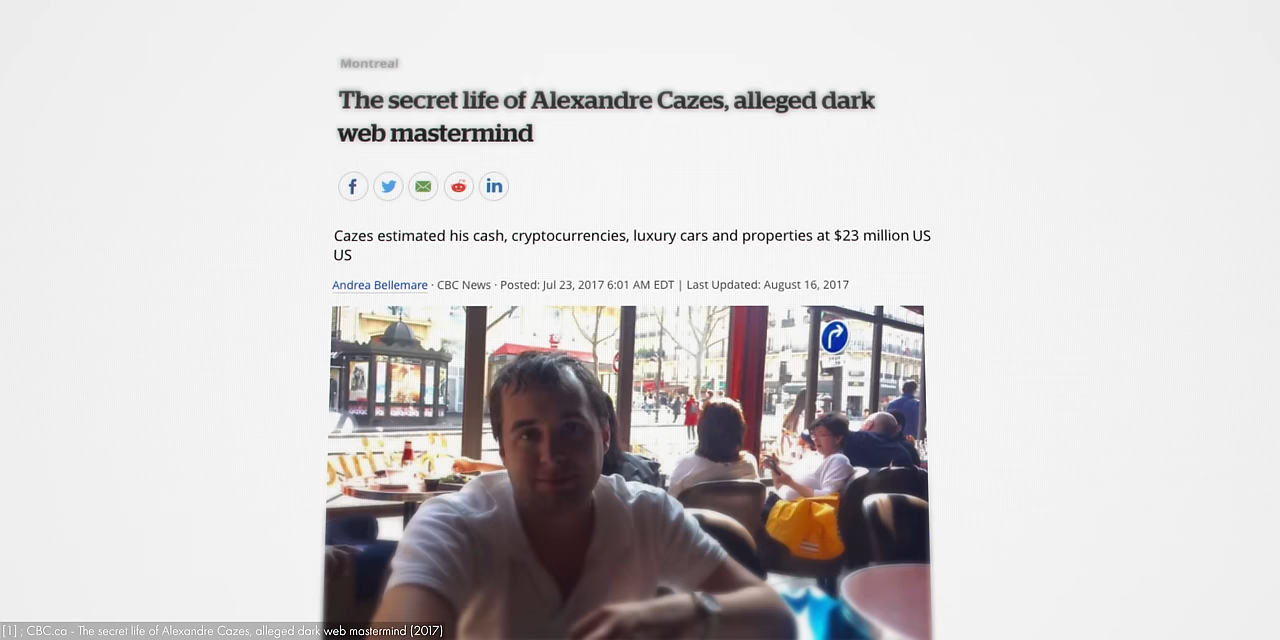 Montreal
The secret life of Alexandre Cazes, alleged dark
web mastermind
Cazes estimated his cash, cryptocurrencies, luxury cars and properties at $23 million US
US
Andrea Bellemare · CBC News · Posted: Jul 23, 2017 6:01 AM EDT | Last Updated: August 16, 2017
[1] ; CBC.ca - The secret life of Alexandre Cazes, alleged dark web mastermind (2017)